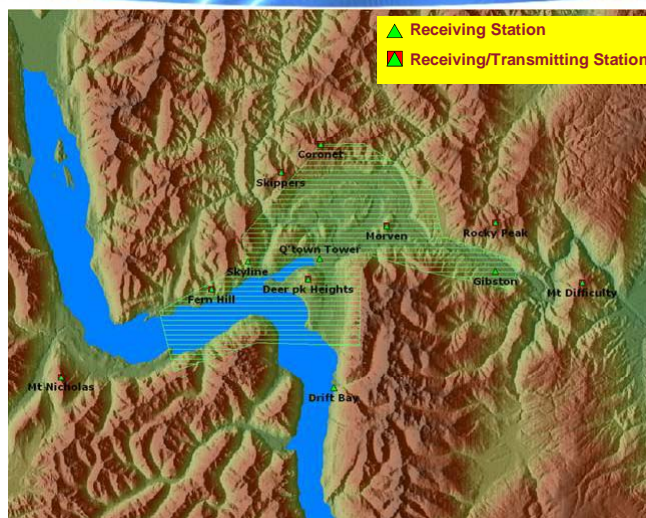 Receiving Station
Receiving/Transmitting Station
Coronet
Skippers
Morven
Rocky Peak
Q'town Tower
Skyline
Gibston
Deer pk Heights
Fern Hill
Mt Difficulty
Mt Nicholas
Drift Bay